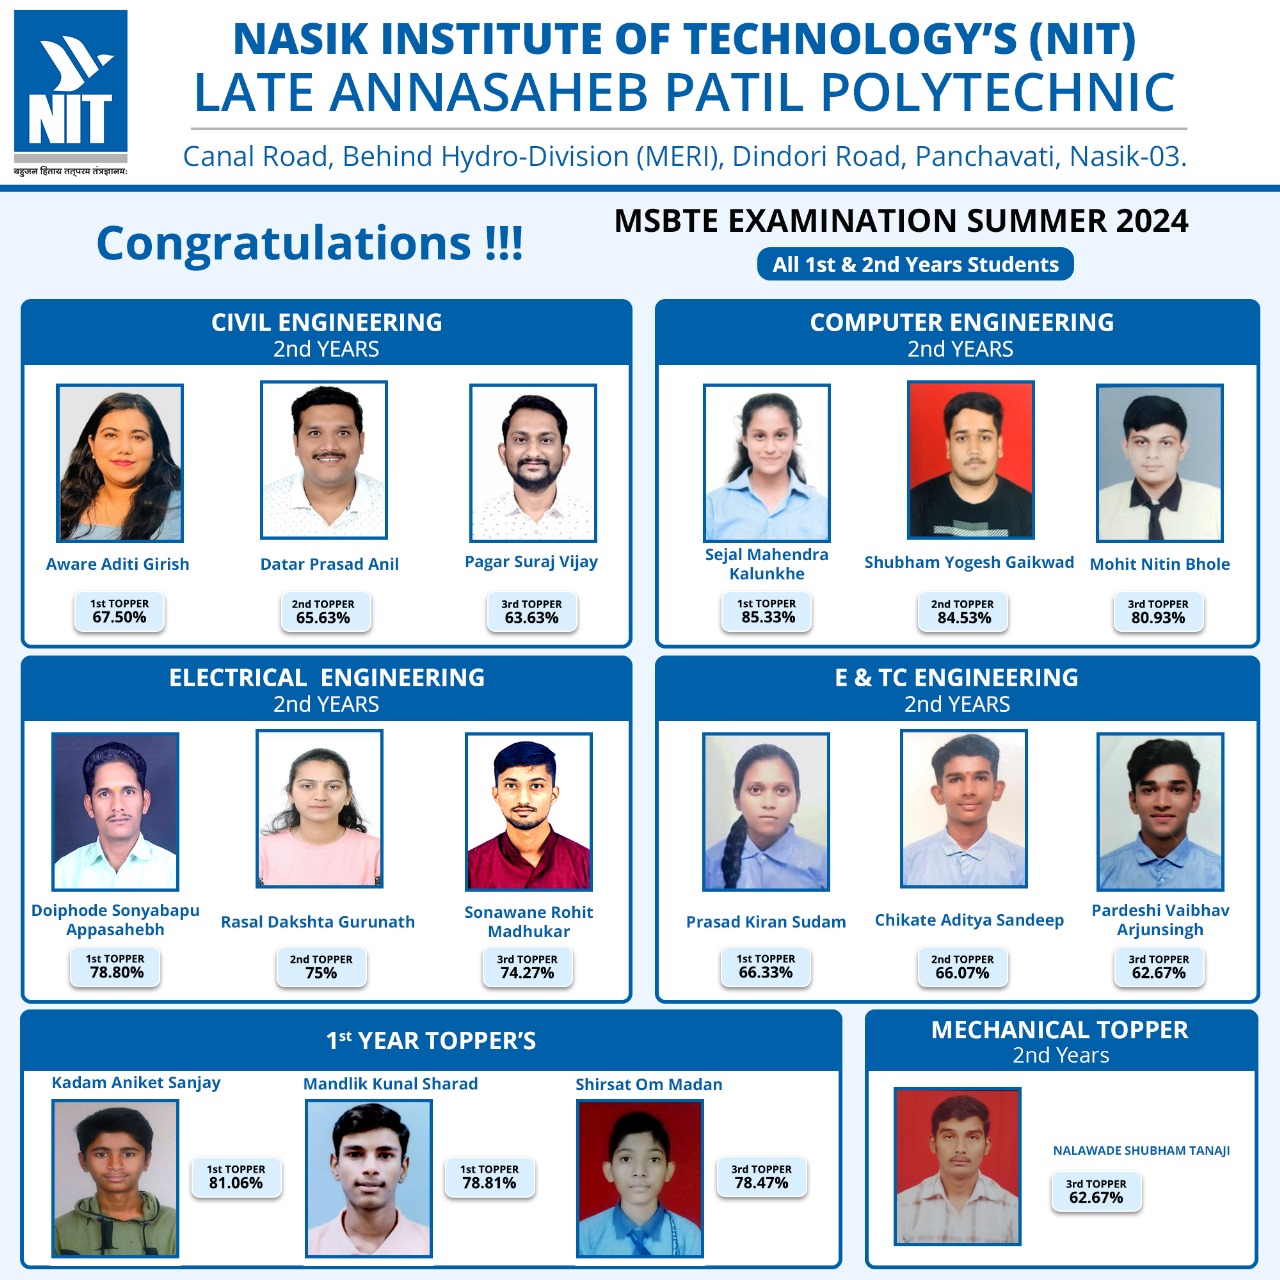 NIT
बहुजन हिताय तत्परम तंत्रज्ञानम:
NASIK INSTITUTE OF TECHNOLOGY’S (NIT)
LATE ANNASAHEB PATIL POLYTECHNIC
Canal Road, Behind Hydro-Division (MERI), Dindori Road, Panchavati, Nasik-03.
Congratulations !!!
MSBTE EXAMINATION SUMMER 2024
All 1st & 2nd Years Students
CIVIL ENGINEERING
2nd YEARS
Aware Aditi Girish
1st TOPPER
67.50%
Datar Prasad Anil
2nd TOPPER
65.63%
Pagar Suraj Vijay
3rd TOPPER
63.63%
COMPUTER ENGINEERING
2nd YEARS
Sejal Mahendra
Kalunkhe
1st TOPPER
85.33%
Shubham Yogesh Gaikwad
2nd TOPPER
84.53%
Mohit Nitin Bhole
3rd TOPPER
80.93%
ELECTRICAL  ENGINEERING
2nd YEARS
Doiphode Sonyabapu
Appasahebh
1st TOPPER
78.80%
Rasal Dakshta Gurunath
2nd TOPPER
75%
Sonawane Rohit
Madhukar
3rd TOPPER
74.27%
E & TC ENGINEERING
2nd YEARS
Prasad Kiran Sudam
1st TOPPER
66.33%
Chikate Aditya Sandeep
2nd TOPPER
66.07%
Pardeshi Vaibhav
Arjunsingh
3rd TOPPER
62.67%
1st YEAR TOPPER’S
Kadam Aniket Sanjay
1st TOPPER
81.06%
Mandlik Kunal Sharad
1st TOPPER
78.81%
Shirsat Om Madan
3rd TOPPER
78.47%
MECHANICAL TOPPER
2nd Years
NALAWADE SHUBHAM TANAJI
3rd TOPPER
62.67%